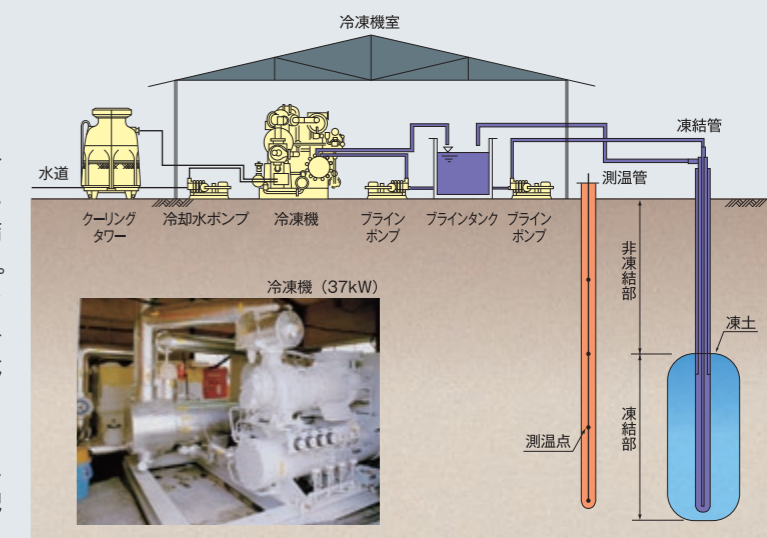 冷凍機室
凍結管
水道
測温管
クーリング
タワー
冷却水ポンプ
冷凍機
ブライン
ポンプ
ブラインタンク
ブライン
ポンプ
非凍結部
冷凍機（37kW）
凍土
測温点
凍結部